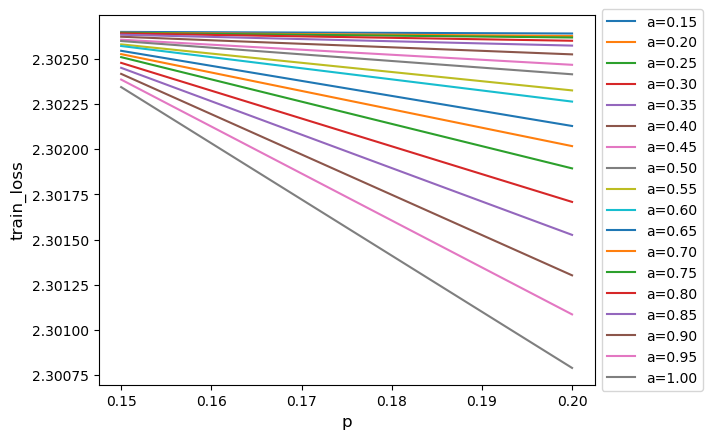 2.30250
2.30225
2.30200
2.30175
2.30150
2.30125
2.30100
2.30075
train_loss
0.15 0.16 0.17 0.18 0.19 0.20
p
a=0.15
a=0.20
a=0.25
a=0.30
a=0.35
a=0.40
a=0.45
a=0.50
a=0.55
a=0.60
a=0.65
a=0.70
a=0.75
a=0.80
a=0.85
a=0.90
a=0.95
a=1.00